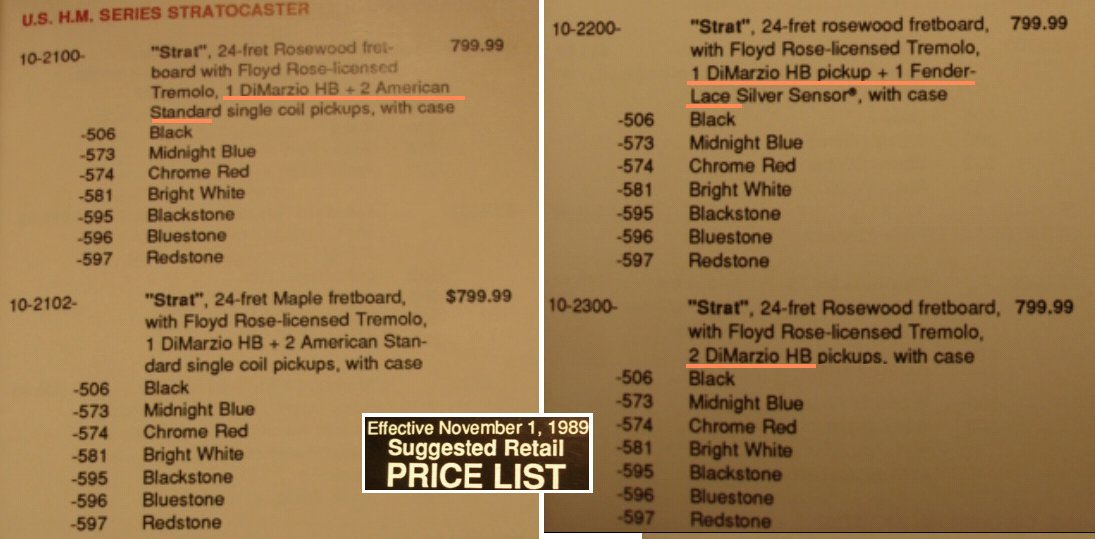 U.S. H.M. SERIES STRATOCASTER
10-2100- "Strat", 24-fret Rosewood fret- 799.99
board with Floyd Rose-licensed
Tremolo, 1 DiMarzio HB + 2 American
Standard single coil pickups, with case
-506 Black
-573 Midnight Blue
-574 Chrome Red
-581 Bright White
-595 Blackstone
-596 Bluestone
-597 Redstone
10-2102- "Strat", 24-fret Maple fretboard, $799.99
with Floyd Rose-licensed Tremolo,
1 DiMarzio HB + 2 American Stan-
dard single coil pickups, with case
-506 Black
-573 Midnight Blue
-574 Chrome Red
-581 Bright White
-595 Blackstone
-596 Bluestone
-597 Redstone
10-2200- "Strat", 24-fret rosewood fretboard, 799.99
with Floyd Rose-licensed Tremolo,
1 DiMarzio HB pickup + 1 Fender-
Lace Silver Sensor®, with case
-506 Black
-573 Midnight Blue
-574 Chrome Red
-581 Bright White
-595 Blackstone
-596 Bluestone
-597 Redstone
10-2300- "Strat", 24-fret Rosewood fretboard, 799.99
with Floyd Rose-licensed Tremolo,
2 DiMarzio HB pickups, with case
-506 Black
-573 Midnight Blue
-574 Chrome Red
-581 Bright White
-595 Blackstone
-596 Bluestone
-597 Redstone
Effective November 1, 1989
Suggested Retail
PRICE LIST